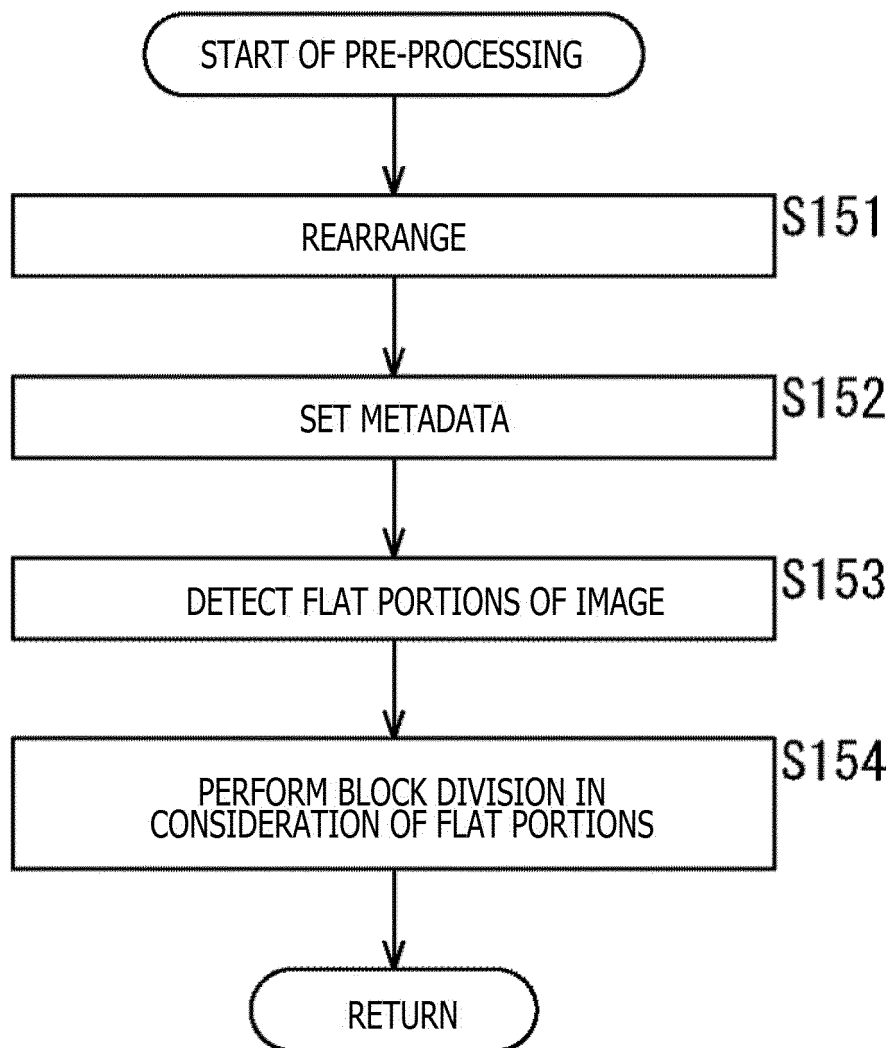 START OF PRE-PROCESSING
S151
REARRANGE
S152
SET METADATA
S153
DETECT FLAT PORTIONS OF IMAGE
S154
PERFORM BLOCK DIVISION IN
CONSIDERATION OF FLAT PORTIONS
RETURN